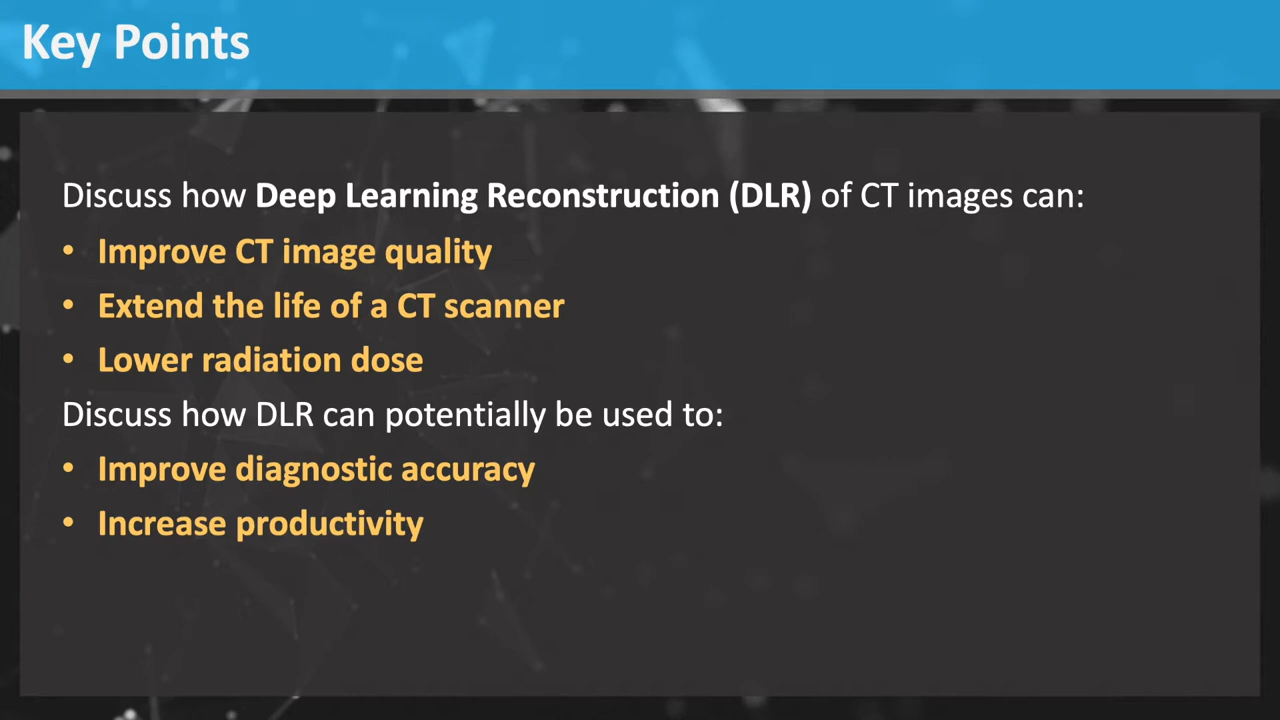 Key Points
Discuss how Deep Learning Reconstruction (DLR) of CT images can:
• Improve CT image quality
• Extend the life of a CT scanner
• Lower radiation dose
Discuss how DLR can potentially be used to:
• Improve diagnostic accuracy
• Increase productivity